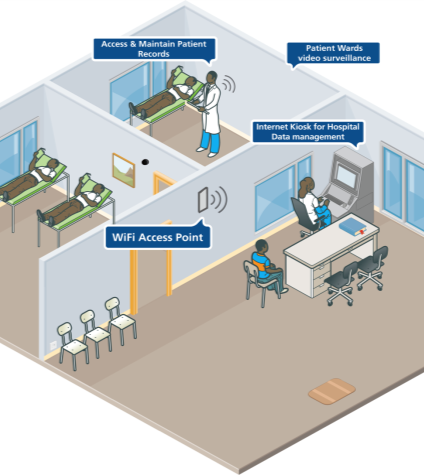 Access & Maintain Patient
Records
Patient Wards
video surveillance
Internet Kiosk for Hospital
Data management
WiFi Access Point